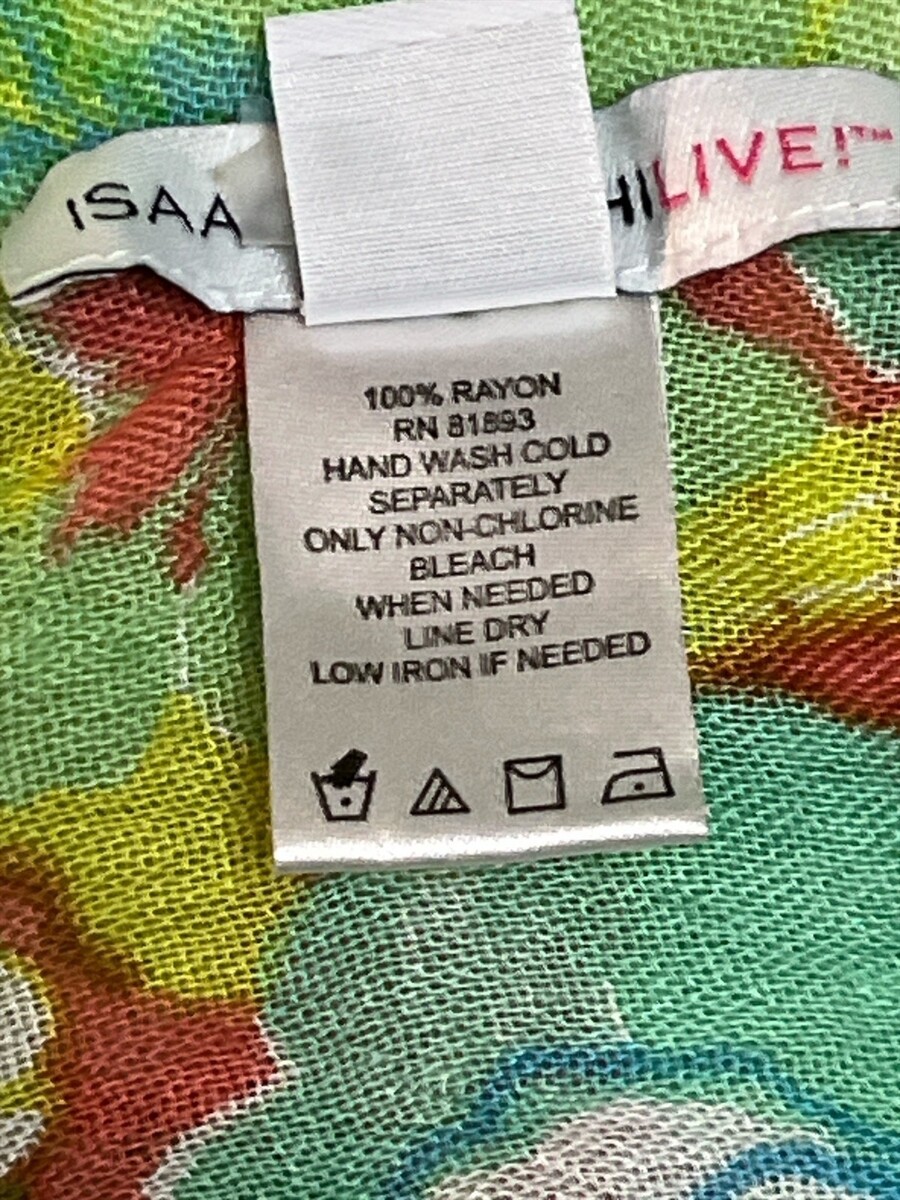 ISAA HILIVE!™
100% RAYON
RN 81893
HAND WASH COLD
SEPARATELY
ONLY NON-CHLORINE
BLEACH
WHEN NEEDED
LINE DRY
LOW IRON IF NEEDED